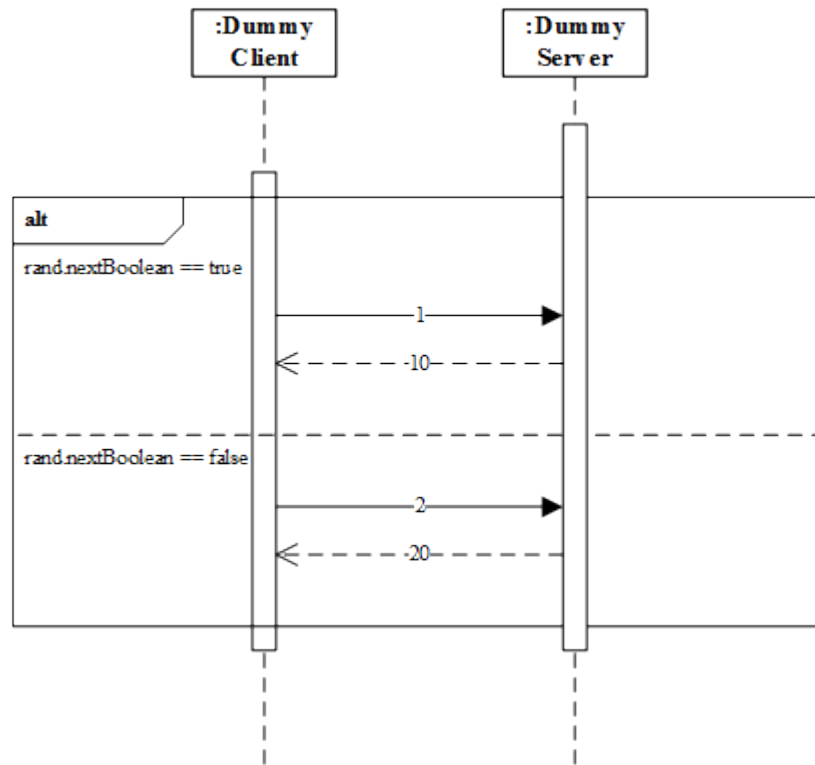 :Dummy
Client
:Dummy
Server
alt
rand.nextBoolean == true
1
10
rand.nextBoolean == false
2
20